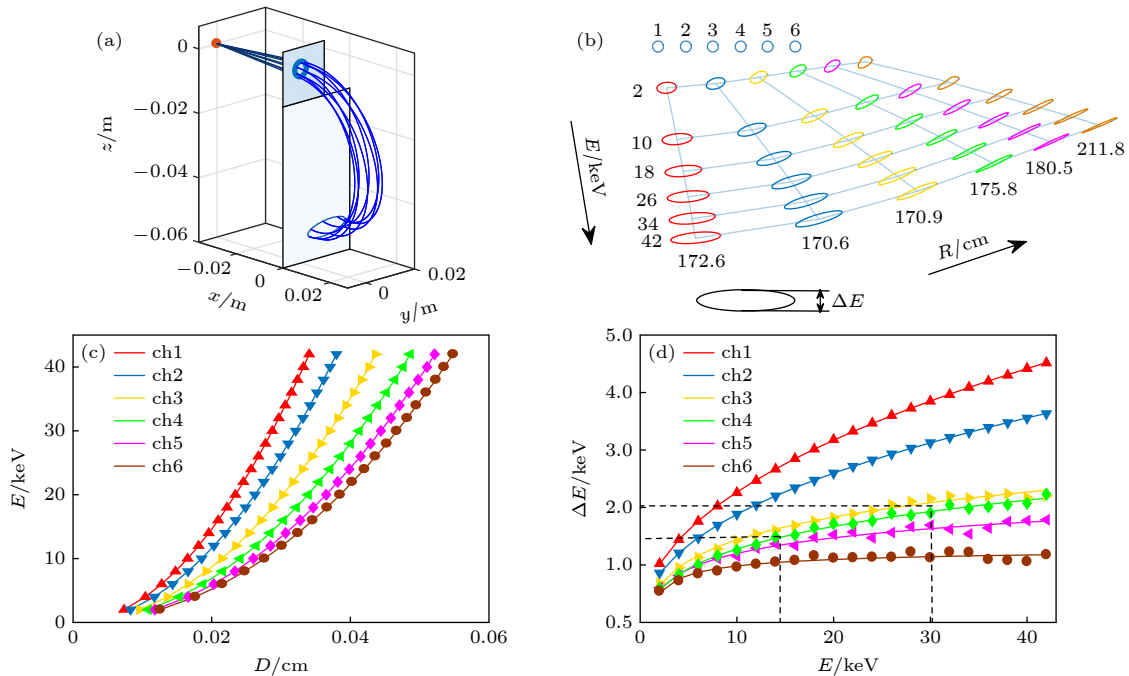 (a)
0
−0.02
−0.04
−0.06
z/m
−0.02
0
0.02
x/m
0
0.02
y/m
(b)
1 2 3 4 5 6
2
10
18
26
34
42
E/keV
172.6
170.6
170.9
175.8
180.5
211.8
R/cm
ΔE
(c)
ch1
ch2
ch3
ch4
ch5
ch6
40
30
20
10
0
E/keV
0 0.02 0.04 0.06
D/cm
(d)
ch1
ch2
ch3
ch4
ch5
ch6
5.0
4.0
3.0
2.0
1.0
0.5
ΔE/keV
0 10 20 30 40
E/keV